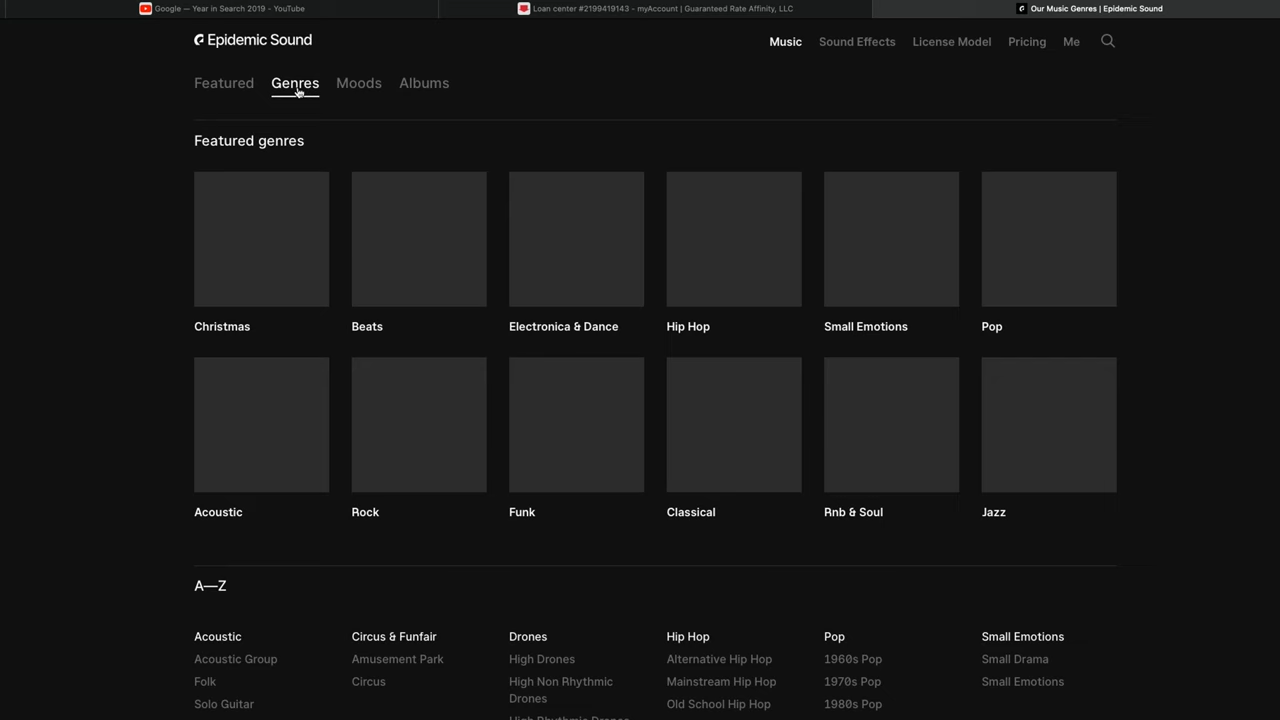 Google — Year in Search 2019 - YouTube
Loan center #2199419143 - myAccount | Guaranteed Rate Affinity, LLC
Our Music Genres | Epidemic Sound
Epidemic Sound
Music
Sound Effects
License Model
Pricing
Me
Featured
Genres
Moods
Albums
Featured genres
Christmas
Beats
Electronica & Dance
Hip Hop
Small Emotions
Pop
Acoustic
Rock
Funk
Classical
Rnb & Soul
Jazz
A—Z
Acoustic
Acoustic Group
Folk
Solo Guitar
Circus & Funfair
Amusement Park
Circus
Drones
High Drones
High Non Rhythmic
Drones
High Rhythmic Drones
Hip Hop
Alternative Hip Hop
Mainstream Hip Hop
Old School Hip Hop
Pop
1960s Pop
1970s Pop
1980s Pop
Small Emotions
Small Drama
Small Emotions